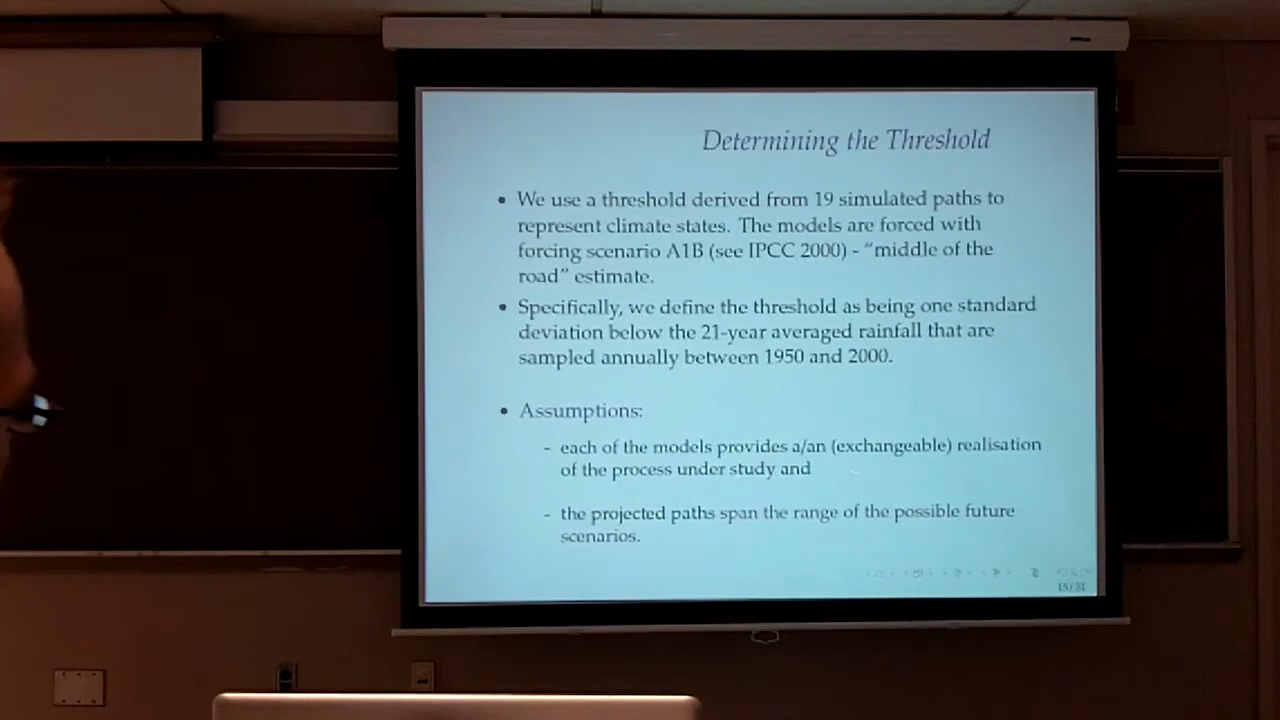 Determining the Threshold
• We use a threshold derived from 19 simulated paths to
represent climate states. The models are forced with
forcing scenario A1B (see IPCC 2000) - “middle of the
road” estimate.
• Specifically, we define the threshold as being one standard
deviation below the 21-year averaged rainfall that are
sampled annually between 1950 and 2000.
• Assumptions:
- each of the models provides a/an (exchangeable) realisation
of the process under study and
- the projected paths span the range of the possible future
scenarios.
15/31